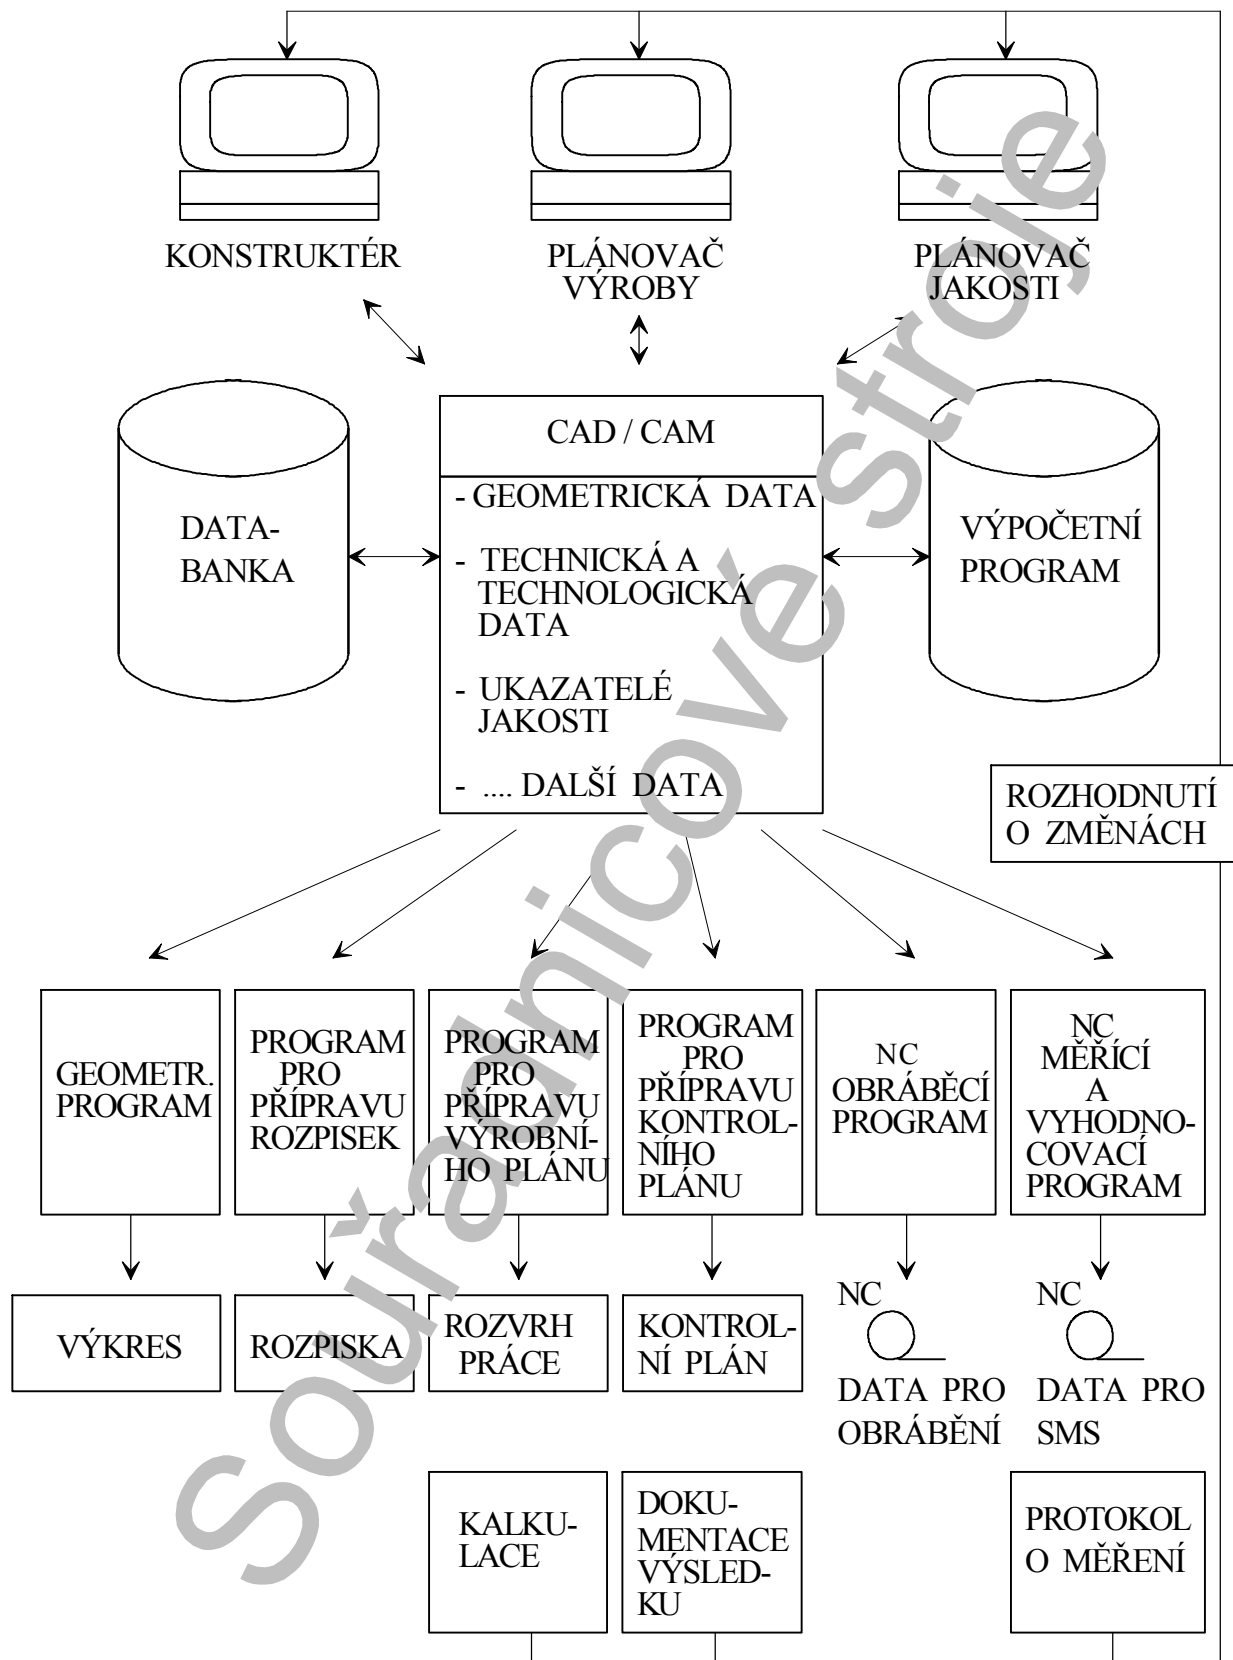 KONSTRUKTÉR
PLÁNOVAČ
VÝROBY
PLÁNOVAČ
JAKOSTI
CAD / CAM
- GEOMETRICKÁ DATA
- TECHNICKÁ A
TECHNOLOGICKÁ
DATA
- UKAZATELÉ
JAKOSTI
- .... DALŠÍ DATA
DATA-
BANKA
VÝPOČETNÍ
PROGRAM
ROZHODNUTÍ
O ZMĚNÁCH
GEOMETR.
PROGRAM
PROGRAM
PRO
PŘÍPRAVU
ROZPISEK
PROGRAM
PRO
PŘÍPRAVU
VÝROBNÍ-
HO PLÁNU
PROGRAM
PRO
PŘÍPRAVU
KONTROL-
NÍHO
PLÁNU
NC
OBRÁBĚCÍ
PROGRAM
NC
MĚŘÍCÍ
A
VYHODNO-
COVACÍ
PROGRAM
VÝKRES
ROZPISKA
ROZVRH
PRÁCE
KONTROL-
NÍ PLÁN
NC
DATA PRO
OBRÁBĚNÍ
NC
DATA PRO
SMS
KALKU-
LACE
DOKU-
MENTACE
VÝSLED-
KU
PROTOKOL
O MĚŘENÍ
Souřadnicové stroje